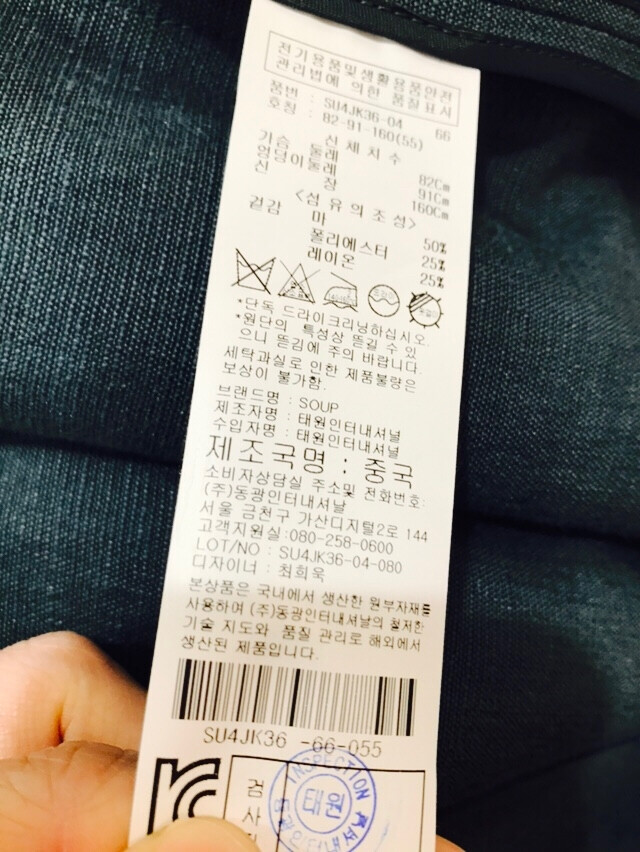 전기용품및생활용품안전
관리법에 의한 품질표시
품번 : SU4JK36-04 66
호칭 : 82-91-160(55)
신 체 치 수
가슴 둘레 82Cm
엉덩이둘레 91Cm
신 장 160Cm
<섬 유 의 조 성>
겉감 마 50%
폴리에스터 25%
레이온 25%
*단독 드라이크리닝하십시오.
*원단의 특성상 뜯길 수 있
으니 뜯김에 주의 바랍니다.
세탁과실로 인한 제품불량은
보상이 불가함.
브랜드명 : SOUP
제조자명 : 태원인터내셔널
수입자명 : 태원인터내셔널
제조국명 : 중국
소비자상담실 주소및 전화번호:
(주)동광인터내셔날
서울 금천구 가산디지털2로 144
고객지원실:080-258-0600
LOT/NO : SU4JK36-04-080
디자이너 : 최희욱
본상품은 국내에서 생산한 원부자재를
사용하며 (주)동광인터내셔날의 철저한
기술 지도와 품질 관리로 해외에서
생산된 제품입니다.
SU4JK36 -66-055
검
사
INSPECTION
태원